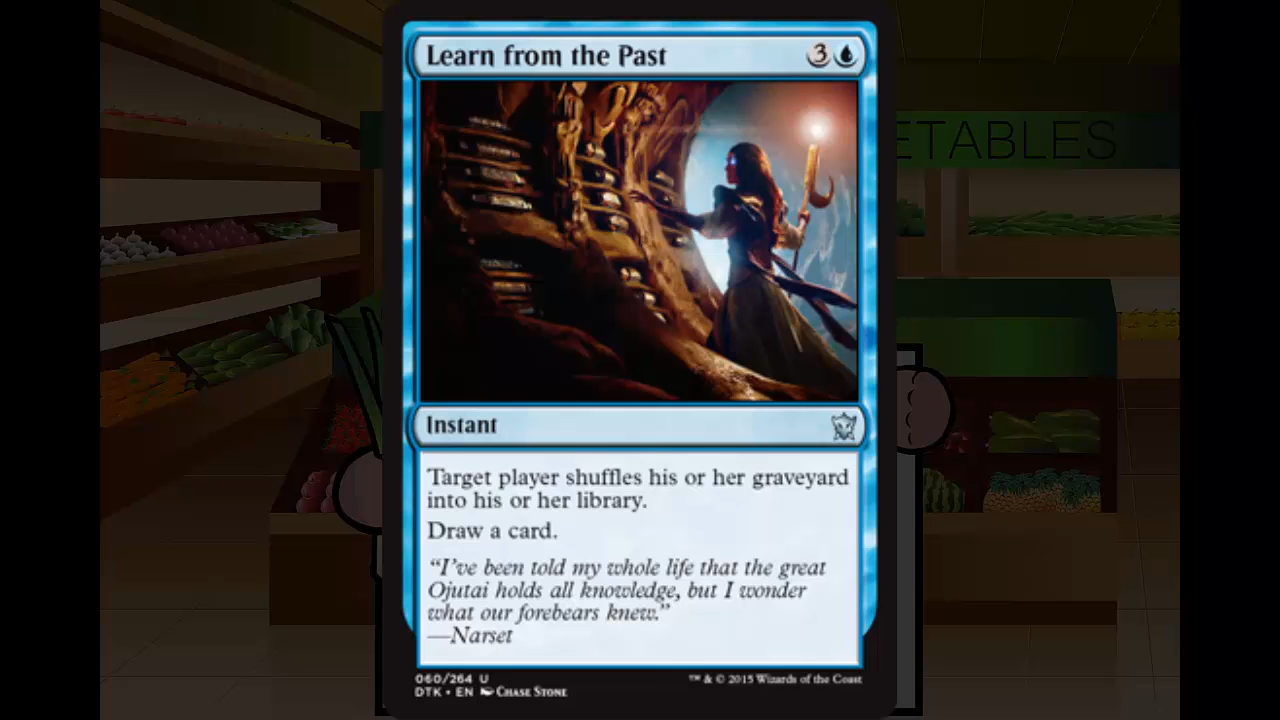 Learn from the Past 3
ETABLES
Instant
Target player shuffles his or her graveyard
into his or her library.
Draw a card.
“I’ve been told my whole life that the great
Ojutai holds all knowledge, but I wonder
what our forebears knew.”
—Narset
060/264 U
DTK • EN CHASE STONE
™ & © 2015 Wizards of the Coast